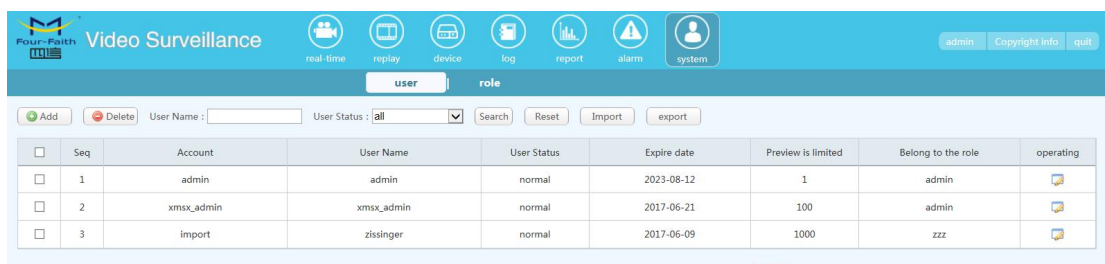 Four-Faith
四信
Video Surveillance
real-time replay device log report alarm system
admin Copyright Info quit
user | role
Add Delete User Name : User Status : all Search Reset Import export
Seq Account User Name User Status Expire date Preview is limited Belong to the role operating
1 admin admin normal 2023-08-12 1 admin
2 xmsx_admin xmsx_admin normal 2017-06-21 100 admin
3 import zissinger normal 2017-06-09 1000 zzz